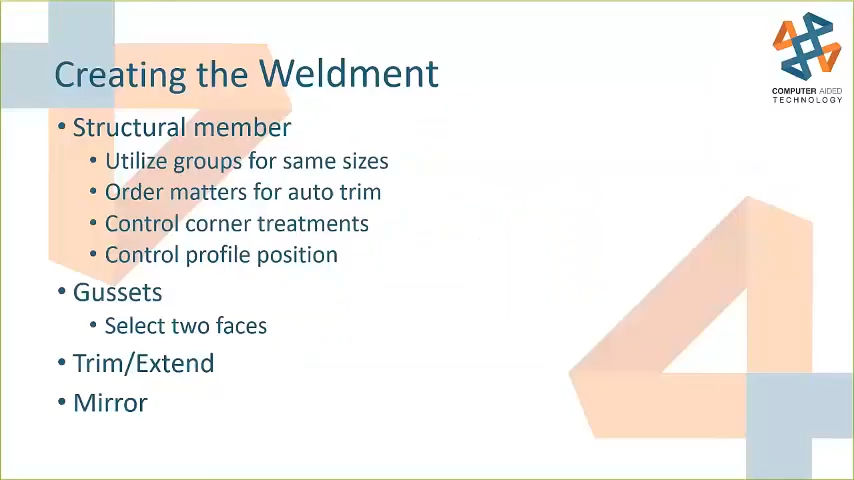 COMPUTER AIDED
TECHNOLOGY
Creating the Weldment
• Structural member
• Utilize groups for same sizes
• Order matters for auto trim
• Control corner treatments
• Control profile position
• Gussets
• Select two faces
• Trim/Extend
• Mirror